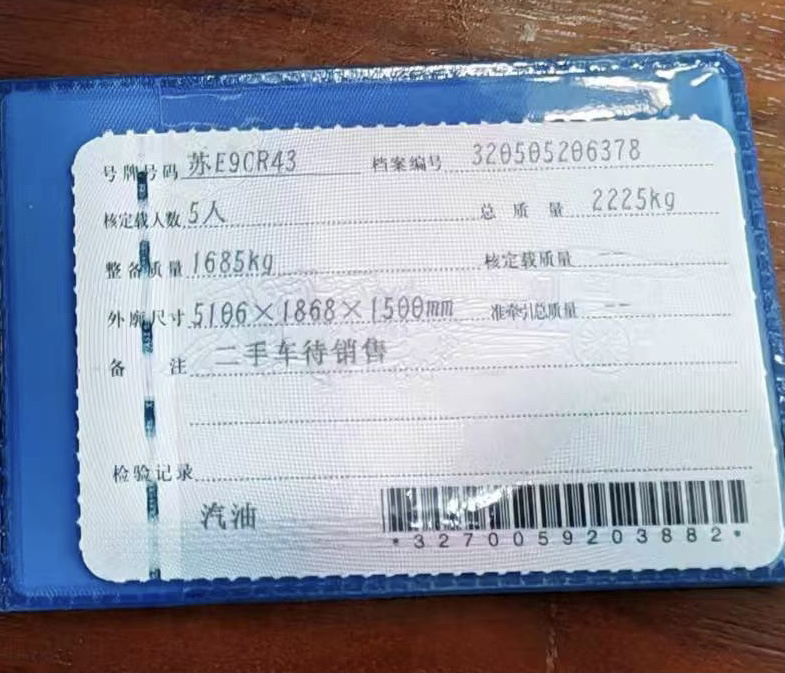 号牌号码 苏E9CR43 档案编号 320505206378
核定载人数 5人 总质量 2225kg
整备质量 1685kg 核定载质量 --
外廓尺寸 5106×1868×1500mm 准牵引总质量 --
备注 二手车待销售
检验记录
汽油
*3270059203882*